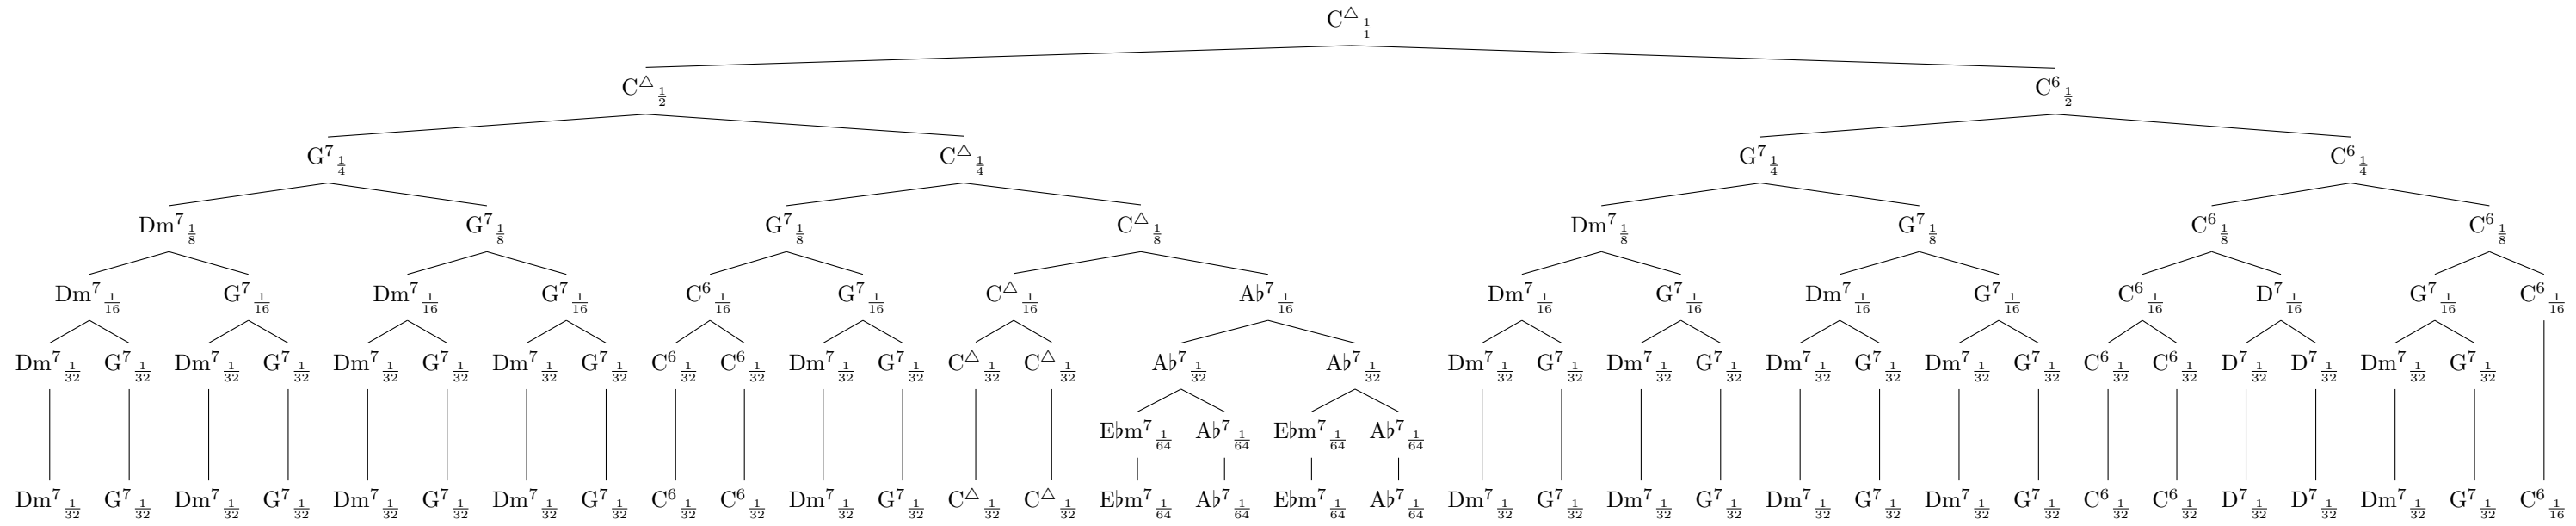 C△ 1/1
C△ 1/2 C6 1/2
G7 1/4 C△ 1/4 G7 1/4 C6 1/4
Dm7 1/8 G7 1/8 G7 1/8 C△ 1/8 Dm7 1/8 G7 1/8 C6 1/8 C6 1/8
Dm7 1/16 G7 1/16 Dm7 1/16 G7 1/16 C6 1/16 G7 1/16 C△ 1/16 A♭7 1/16 Dm7 1/16 G7 1/16 Dm7 1/16 G7 1/16 C6 1/16 D7 1/16 G7 1/16 C6 1/16
Dm7 1/32 G7 1/32 Dm7 1/32 G7 1/32 Dm7 1/32 G7 1/32 Dm7 1/32 G7 1/32 C6 1/32 C6 1/32 Dm7 1/32 G7 1/32 C△ 1/32 C△ 1/32 A♭7 1/32 A♭7 1/32 Dm7 1/32 G7 1/32 Dm7 1/32 G7 1/32 Dm7 1/32 G7 1/32 Dm7 1/32 G7 1/32 C6 1/32 C6 1/32 D7 1/32 D7 1/32 Dm7 1/32 G7 1/32
E♭m7 1/64 A♭7 1/64 E♭m7 1/64 A♭7 1/64
Dm7 1/32 G7 1/32 Dm7 1/32 G7 1/32 Dm7 1/32 G7 1/32 Dm7 1/32 G7 1/32 C6 1/32 C6 1/32 Dm7 1/32 G7 1/32 C△ 1/32 C△ 1/32 E♭m7 1/64 A♭7 1/64 E♭m7 1/64 A♭7 1/64 Dm7 1/32 G7 1/32 Dm7 1/32 G7 1/32 Dm7 1/32 G7 1/32 Dm7 1/32 G7 1/32 C6 1/32 C6 1/32 D7 1/32 D7 1/32 Dm7 1/32 G7 1/32 C6 1/16